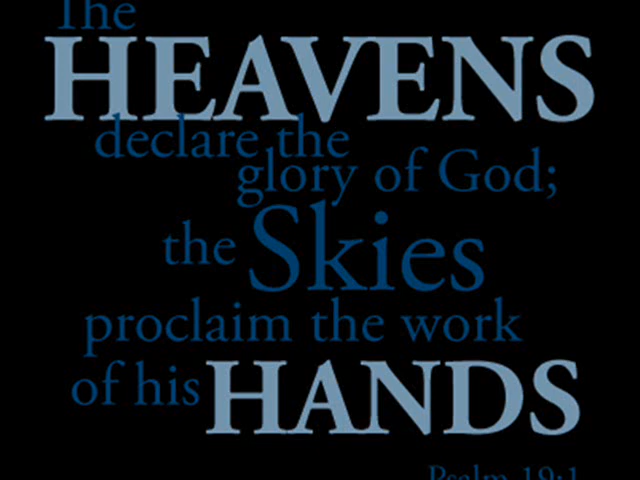 The
HEAVENS
declare the
glory of God;
the Skies
proclaim the work
of his HANDS
Psalm 19:1